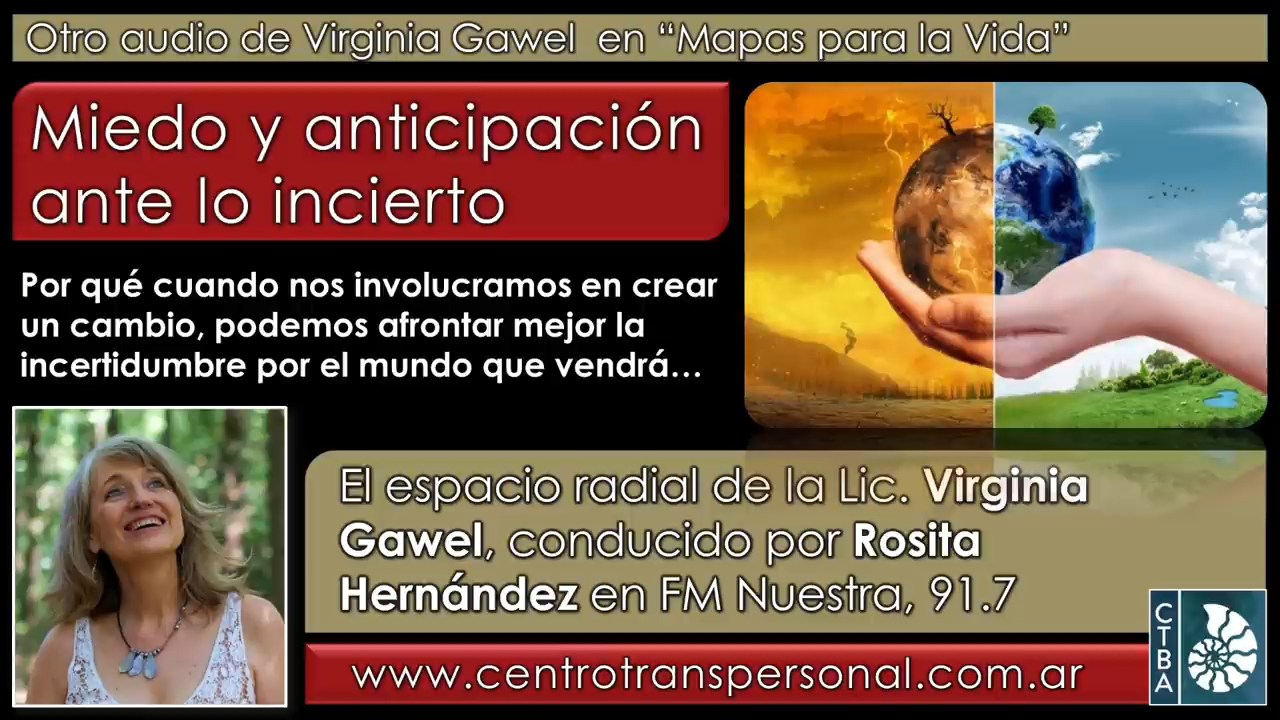 Otro audio de Virginia Gawel en “Mapas para la Vida”
Miedo y anticipación
ante lo incierto
Por qué cuando nos involucramos en crear
un cambio, podemos afrontar mejor la
incertidumbre por el mundo que vendrá...
El espacio radial de la Lic. Virginia
Gawel, conducido por Rosita
Hernández en FM Nuestra, 91.7
www.centrotranspersonal.com.ar
CTBA